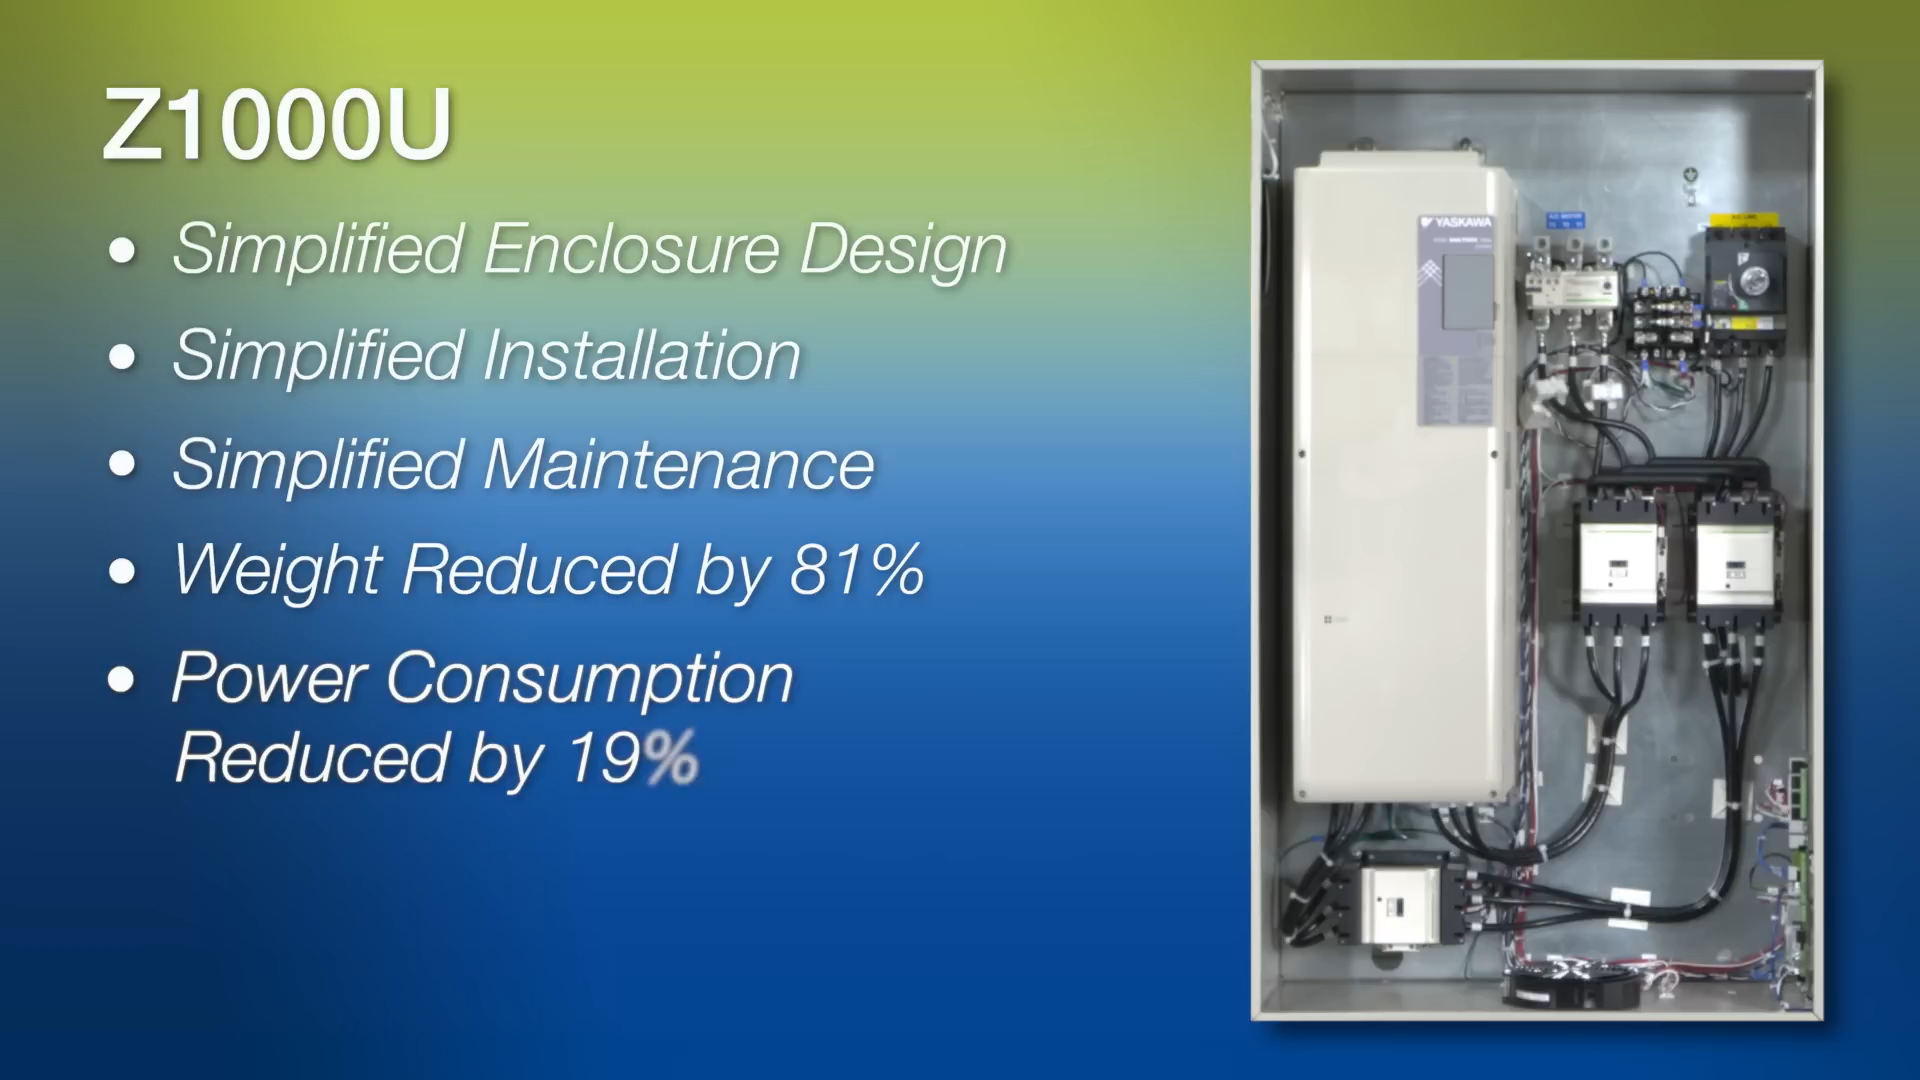 Z1000U
• Simplified Enclosure Design
• Simplified Installation
• Simplified Maintenance
• Weight Reduced by 81%
• Power Consumption
Reduced by 19%
YASKAWA